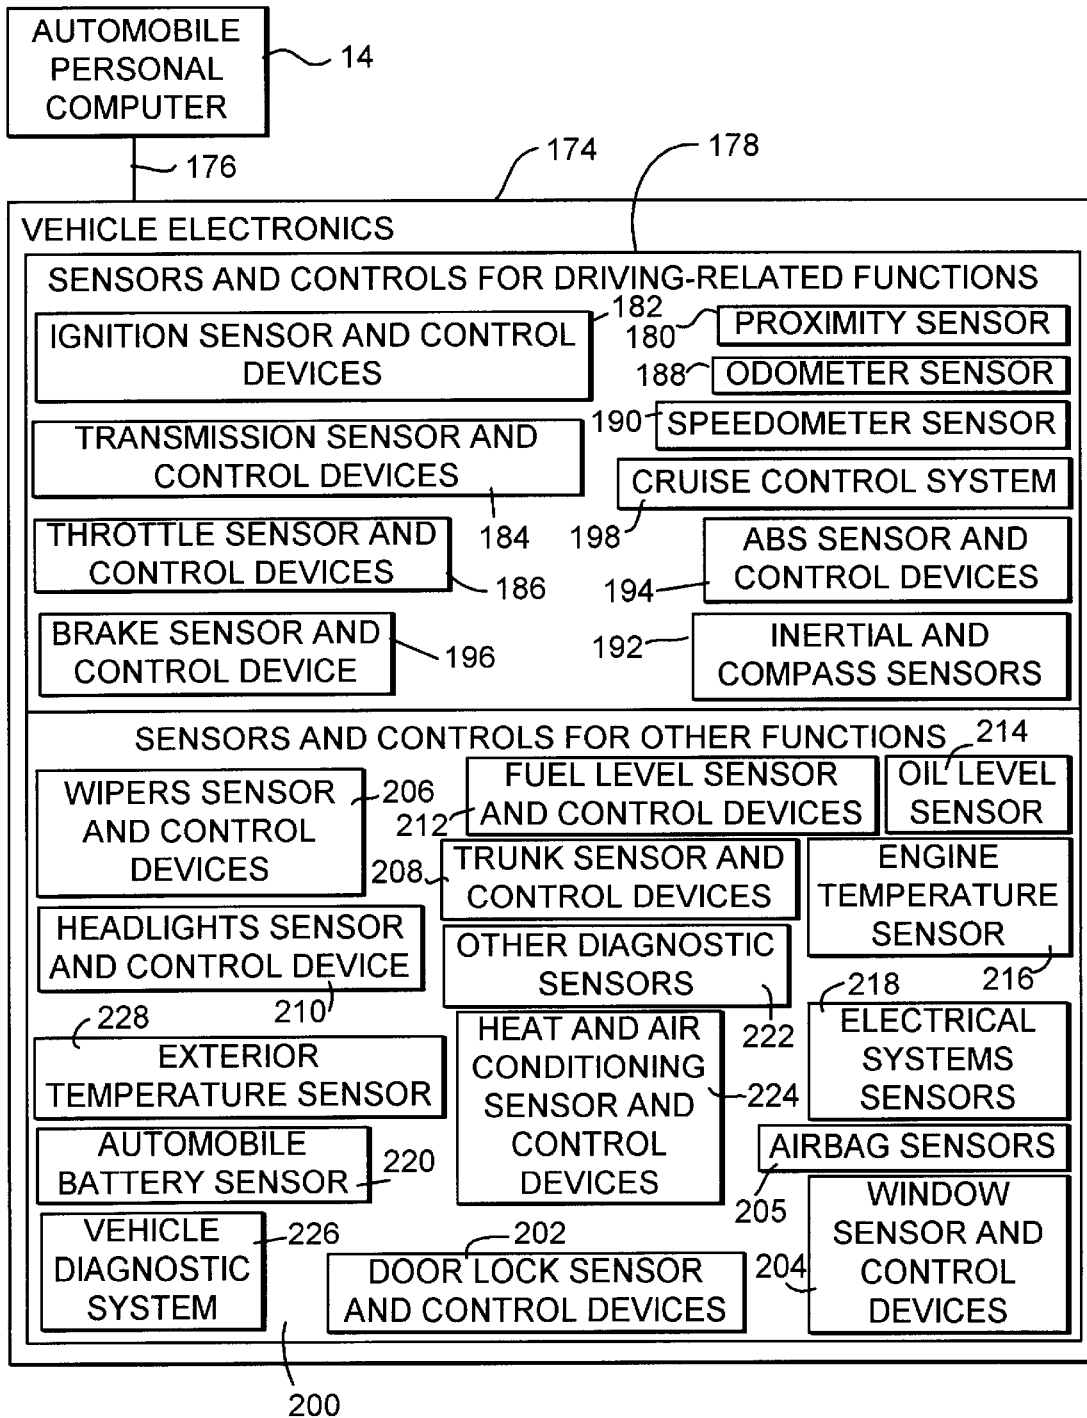 AUTOMOBILE
PERSONAL
COMPUTER
14
176
174
178
VEHICLE ELECTRONICS
SENSORS AND CONTROLS FOR DRIVING-RELATED FUNCTIONS
IGNITION SENSOR AND CONTROL
DEVICES
182
180
PROXIMITY SENSOR
188
ODOMETER SENSOR
190
SPEEDOMETER SENSOR
TRANSMISSION SENSOR AND
CONTROL DEVICES
184
CRUISE CONTROL SYSTEM
198
THROTTLE SENSOR AND
CONTROL DEVICES
186
ABS SENSOR AND
CONTROL DEVICES
194
BRAKE SENSOR AND
CONTROL DEVICE
196
192
INERTIAL AND
COMPASS SENSORS
SENSORS AND CONTROLS FOR OTHER FUNCTIONS
214
WIPERS SENSOR
AND CONTROL
DEVICES
206
FUEL LEVEL SENSOR
AND CONTROL DEVICES
212
OIL LEVEL
SENSOR
208
TRUNK SENSOR AND
CONTROL DEVICES
ENGINE
TEMPERATURE
SENSOR
216
HEADLIGHTS SENSOR
AND CONTROL DEVICE
210
OTHER DIAGNOSTIC
SENSORS
222
228
EXTERIOR
TEMPERATURE SENSOR
HEAT AND AIR
CONDITIONING
SENSOR AND
CONTROL
DEVICES
224
218
ELECTRICAL
SYSTEMS
SENSORS
AUTOMOBILE
BATTERY SENSOR
220
AIRBAG SENSORS
205
VEHICLE
DIAGNOSTIC
SYSTEM
226
202
DOOR LOCK SENSOR
AND CONTROL DEVICES
204
WINDOW
SENSOR AND
CONTROL
DEVICES
200